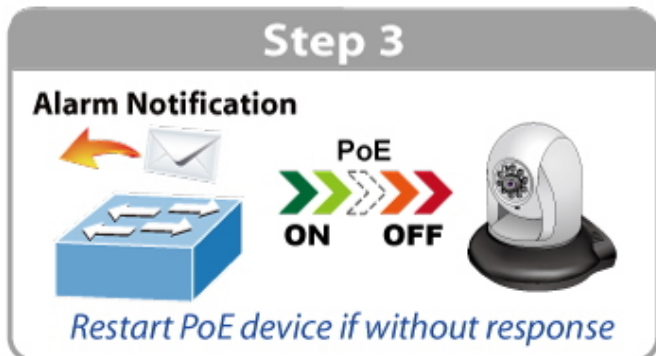 Step 3
Alarm Notification
PoE
ON OFF
Restart PoE device if without response